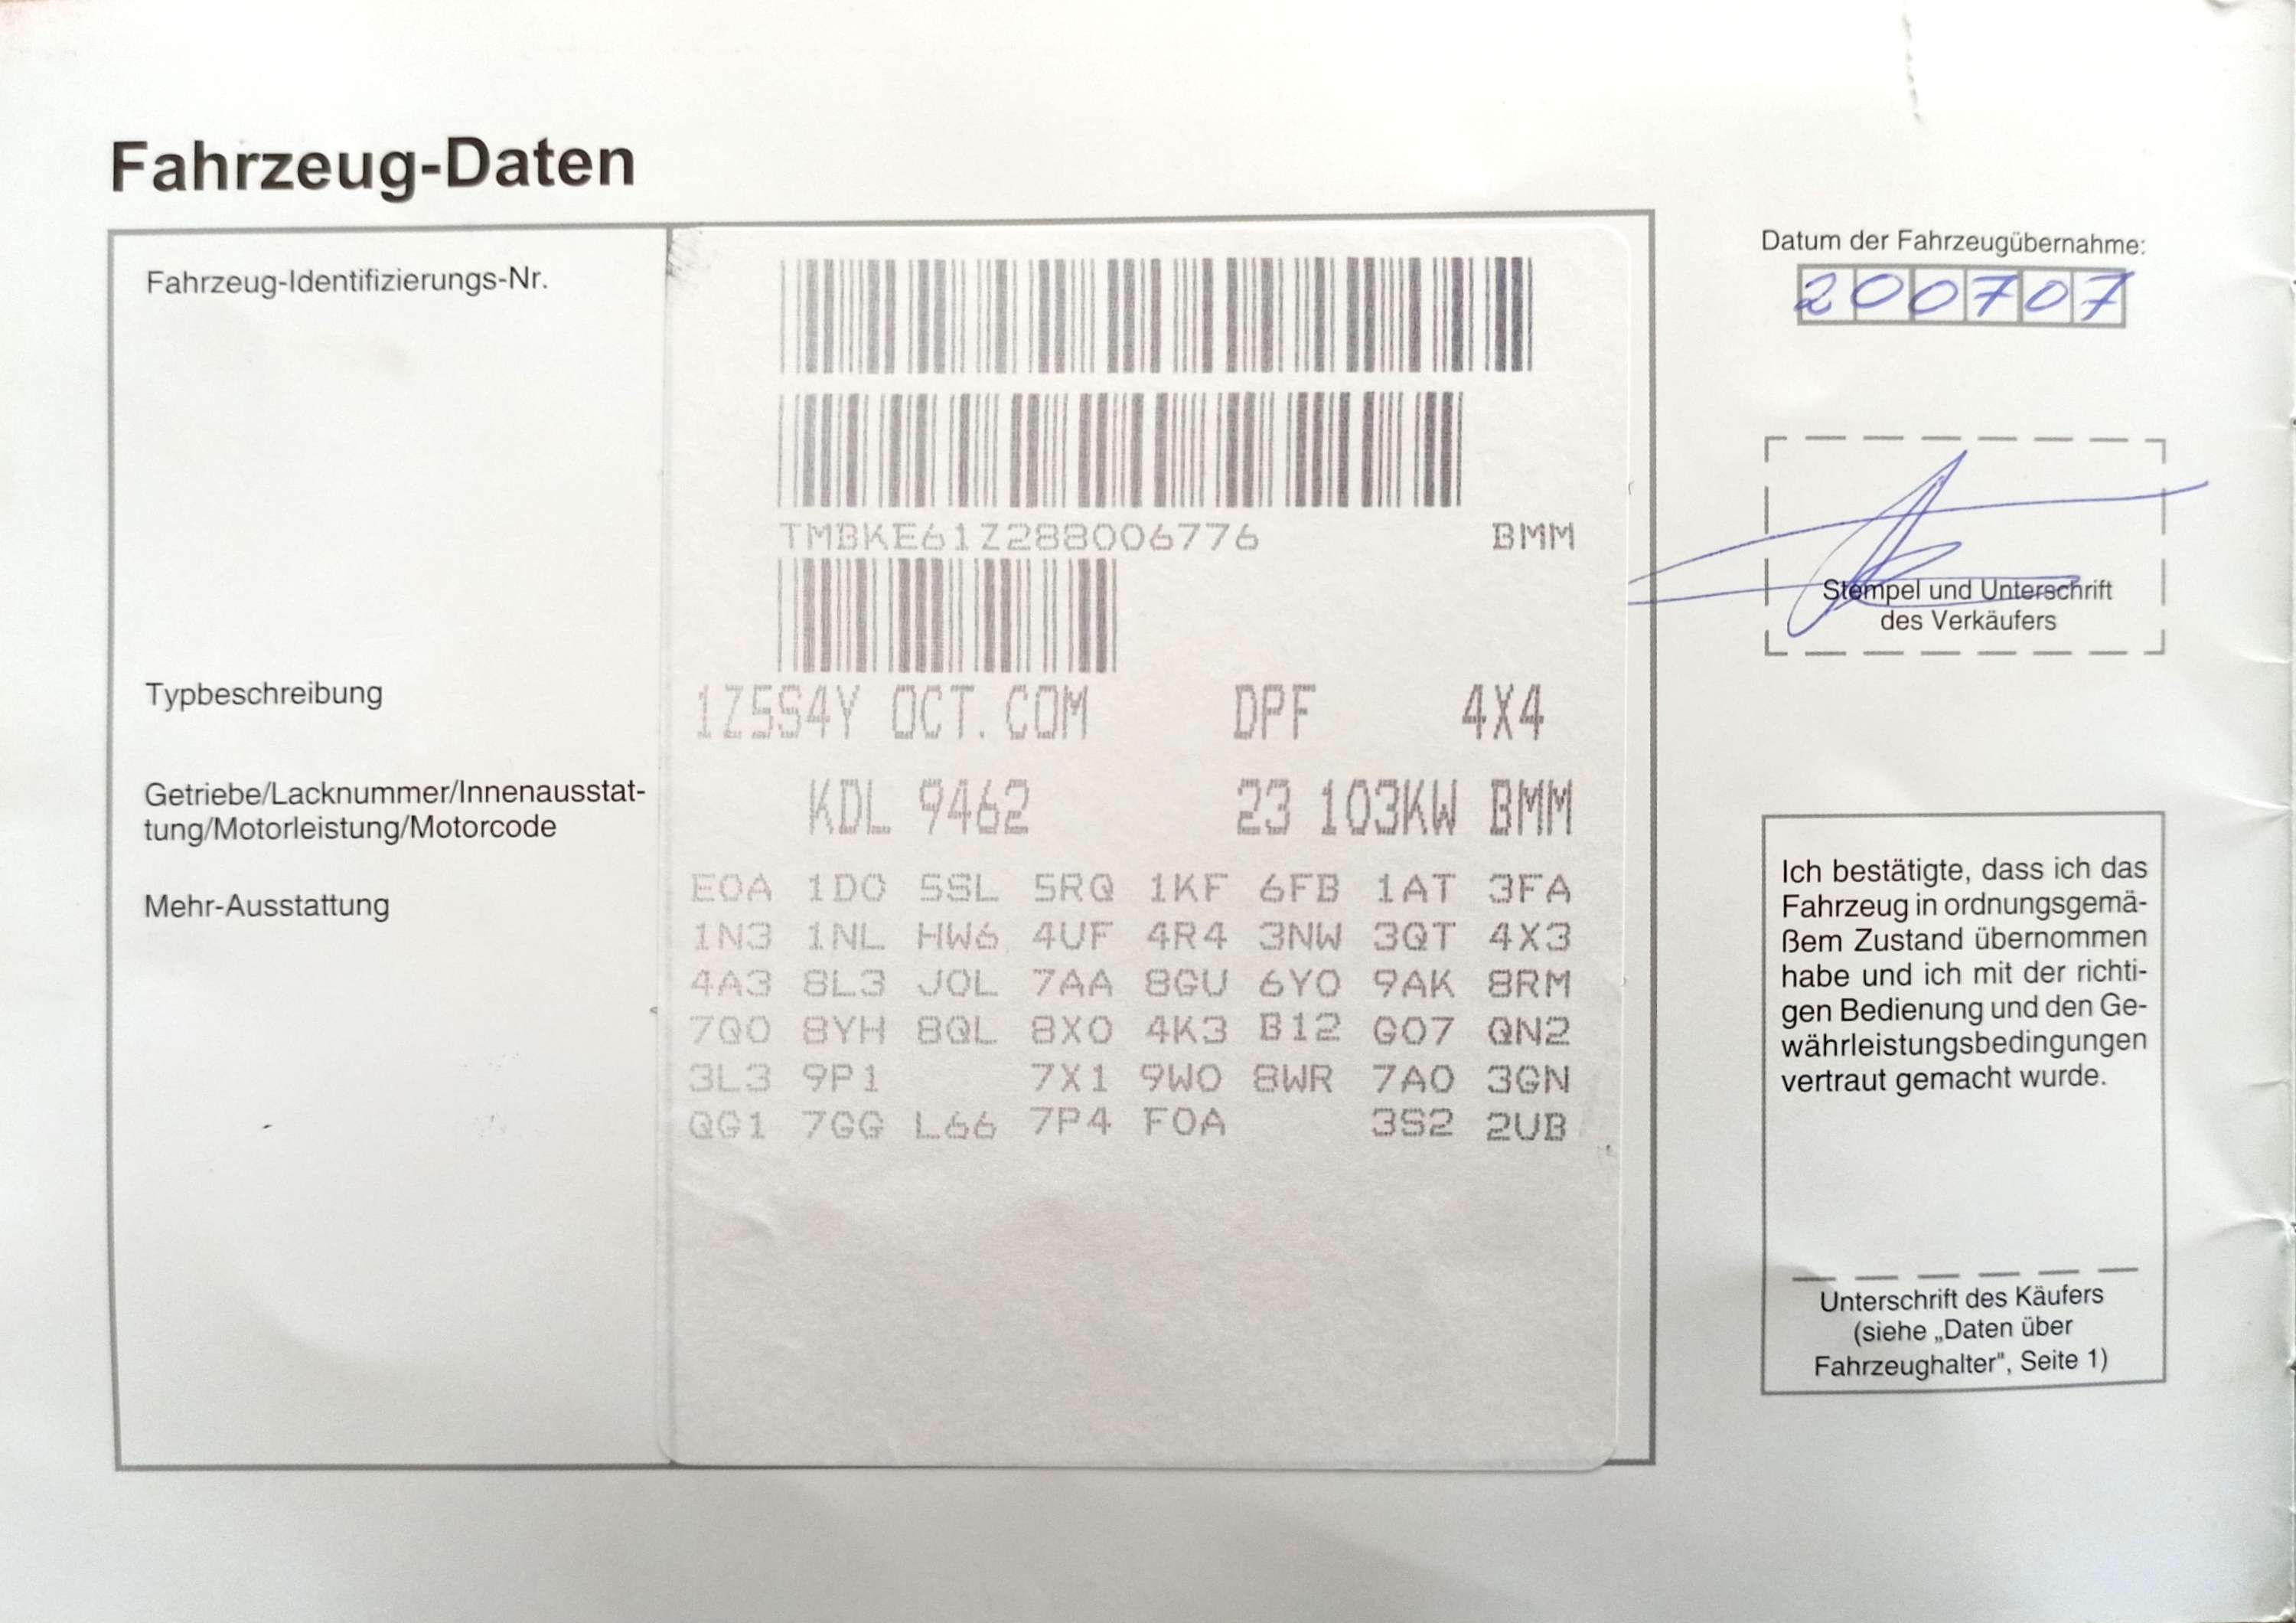 Fahrzeug-Daten
Fahrzeug-Identifizierungs-Nr.
TMBKE61Z288006776 BMM
Typbeschreibung
1Z5S4Y OCT.COM DPF 4X4
Getriebe/Lacknummer/Innenausstat-
tung/Motorleistung/Motorcode
KDL 9462 23 103KW BMM
Mehr-Ausstattung
E0A 1D0 5SL 5RQ 1KF 6FB 1AT 3FA
1N3 1NL HW6 4UF 4R4 3NW 3QT 4X3
4A3 8L3 J0L 7AA 8GU 6Y0 9AK 8RM
7Q0 8YH 8QL 8X0 4K3 B12 G07 QN2
3L3 9P1 7X1 9W0 8WR 7A0 3GN
QG1 7GG L66 7P4 F0A 3S2 2UB
Datum der Fahrzeugübernahme:
200707
Stempel und Unterschrift
des Verkäufers
Ich bestätigte, dass ich das
Fahrzeug in ordnungsgemä-
ßem Zustand übernommen
habe und ich mit der richti-
gen Bedienung und den Ge-
währleistungsbedingungen
vertraut gemacht wurde.
Unterschrift des Käufers
(siehe „Daten über
Fahrzeughalter", Seite 1)